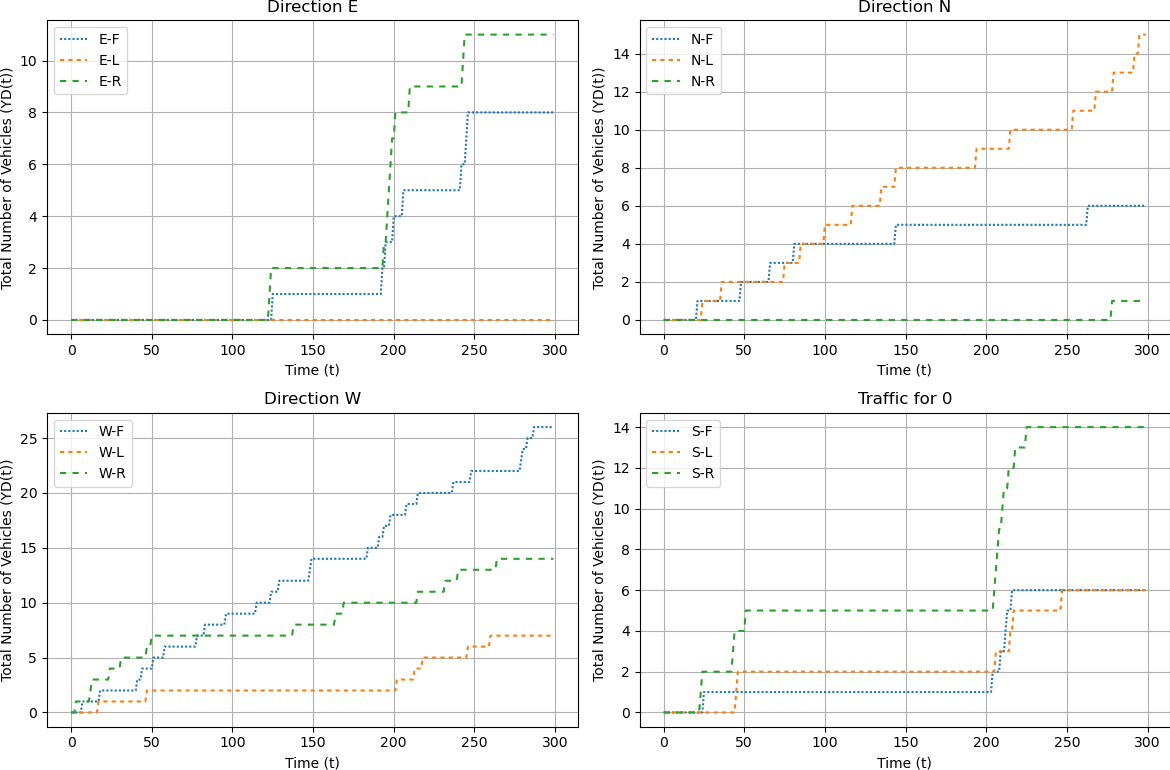 Direction E
Total Number of Vehicles (YD(t))
10
8
6
4
2
0
E-F
E-L
E-R
0 50 100 150 200 250 300
Time (t)
Direction N
Total Number of Vehicles (YD(t))
14
12
10
8
6
4
2
0
N-F
N-L
N-R
0 50 100 150 200 250 300
Time (t)
Direction W
Total Number of Vehicles (YD(t))
25
20
15
10
5
0
W-F
W-L
W-R
0 50 100 150 200 250 300
Time (t)
Traffic for 0
Total Number of Vehicles (YD(t))
14
12
10
8
6
4
2
0
S-F
S-L
S-R
0 50 100 150 200 250 300
Time (t)